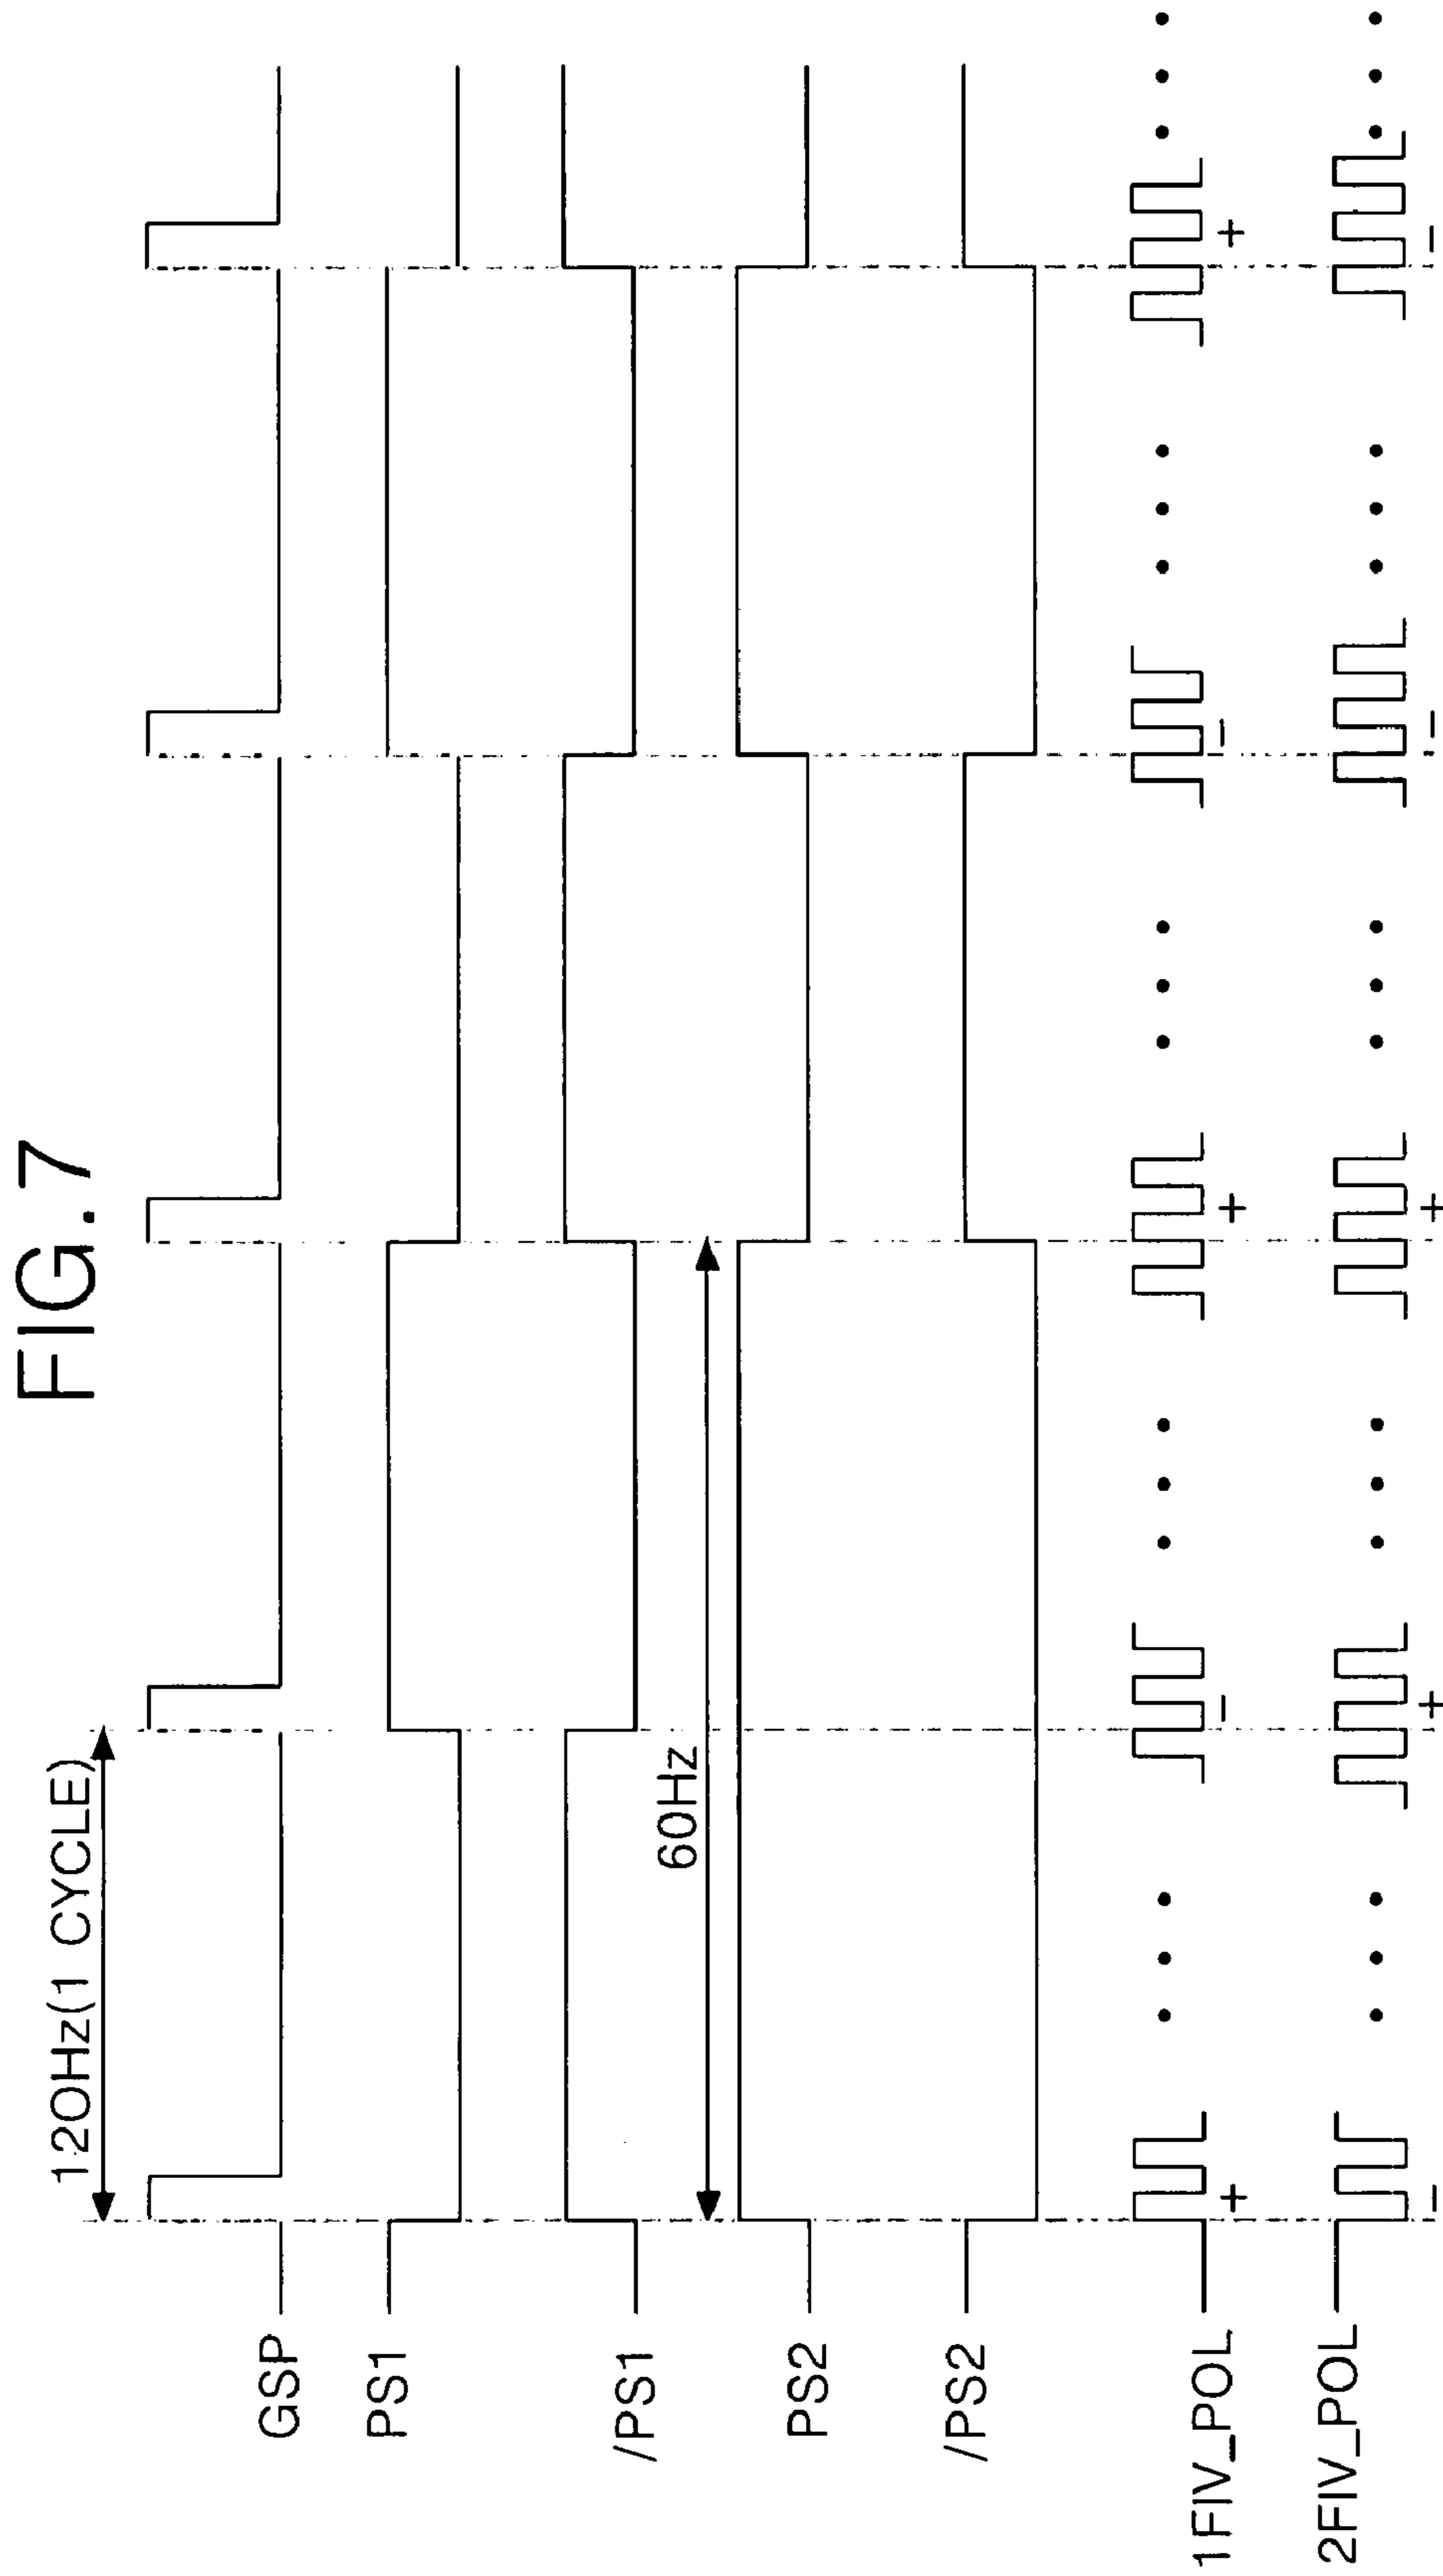 FIG.7
120Hz(1 CYCLE)
GSP
PS1
/PS1
60Hz
PS2
/PS2
1FIV_POL
+ − + − +
2FIV_POL
− + + − −